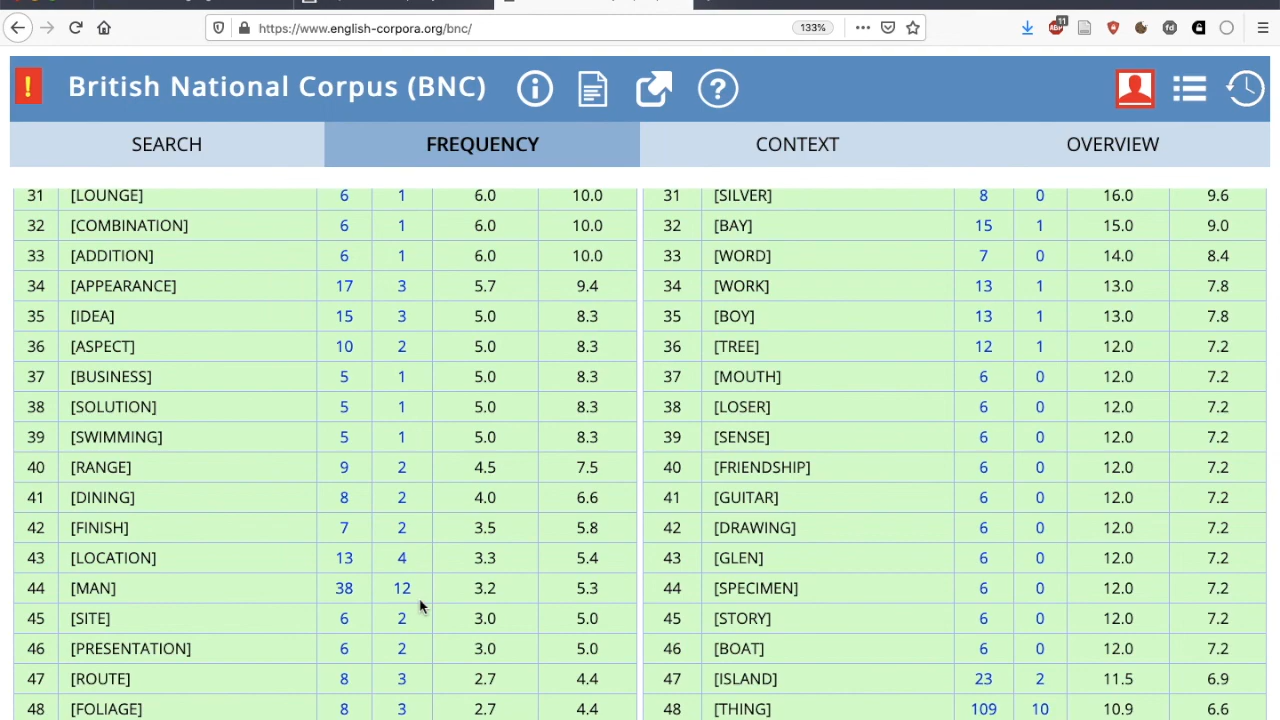 https://www.english-corpora.org/bnc/ 133% 11 fd
! British National Corpus (BNC) i ?
SEARCH FREQUENCY CONTEXT OVERVIEW
31 [LOUNGE] 6 1 6.0 10.0 31 [SILVER] 8 0 16.0 9.6
32 [COMBINATION] 6 1 6.0 10.0 32 [BAY] 15 1 15.0 9.0
33 [ADDITION] 6 1 6.0 10.0 33 [WORD] 7 0 14.0 8.4
34 [APPEARANCE] 17 3 5.7 9.4 34 [WORK] 13 1 13.0 7.8
35 [IDEA] 15 3 5.0 8.3 35 [BOY] 13 1 13.0 7.8
36 [ASPECT] 10 2 5.0 8.3 36 [TREE] 12 1 12.0 7.2
37 [BUSINESS] 5 1 5.0 8.3 37 [MOUTH] 6 0 12.0 7.2
38 [SOLUTION] 5 1 5.0 8.3 38 [LOSER] 6 0 12.0 7.2
39 [SWIMMING] 5 1 5.0 8.3 39 [SENSE] 6 0 12.0 7.2
40 [RANGE] 9 2 4.5 7.5 40 [FRIENDSHIP] 6 0 12.0 7.2
41 [DINING] 8 2 4.0 6.6 41 [GUITAR] 6 0 12.0 7.2
42 [FINISH] 7 2 3.5 5.8 42 [DRAWING] 6 0 12.0 7.2
43 [LOCATION] 13 4 3.3 5.4 43 [GLEN] 6 0 12.0 7.2
44 [MAN] 38 12 3.2 5.3 44 [SPECIMEN] 6 0 12.0 7.2
45 [SITE] 6 2 3.0 5.0 45 [STORY] 6 0 12.0 7.2
46 [PRESENTATION] 6 2 3.0 5.0 46 [BOAT] 6 0 12.0 7.2
47 [ROUTE] 8 3 2.7 4.4 47 [ISLAND] 23 2 11.5 6.9
48 [FOLIAGE] 8 3 2.7 4.4 48 [THING] 109 10 10.9 6.6